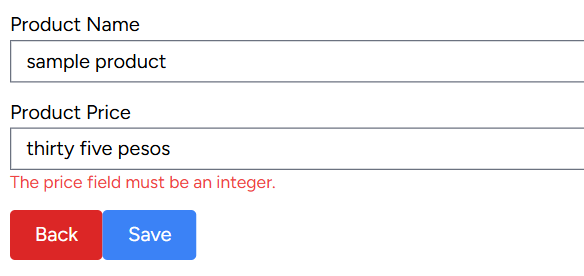 Product Name
sample product
Product Price
thirty five pesos
The price field must be an integer.
Back Save